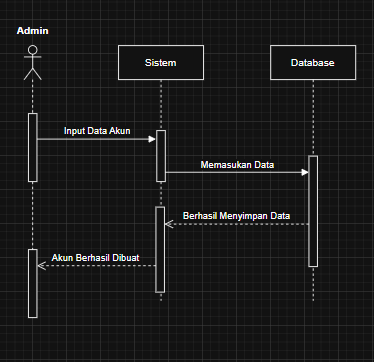 Admin
Sistem
Database
Input Data Akun
Memasukan Data
Berhasil Menyimpan Data
Akun Berhasil Dibuat